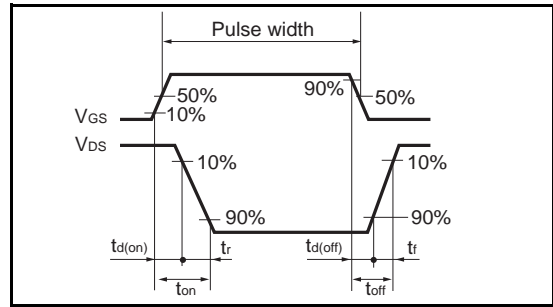 Pulse width
90%
50%
50%
10%
VGS
VDS
10%
10%
90%
90%
td(on)
tr
td(off)
tf
ton
toff